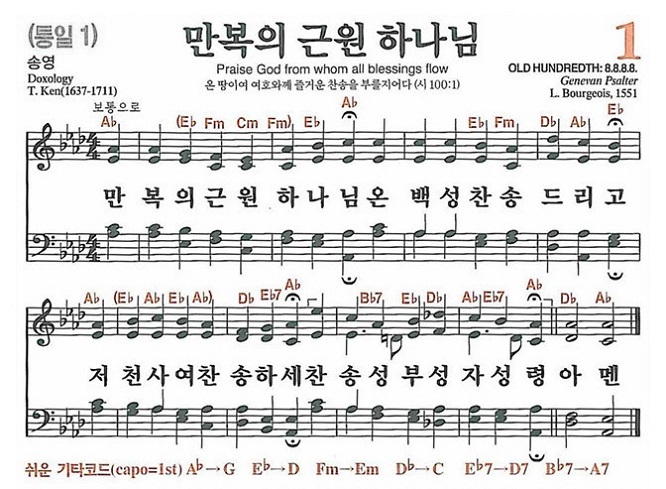 (통일 1)
만복의 근원 하나님
1
송영
Praise God from whom all blessings flow
OLD HUNDREDTH: 8.8.8.8.
Doxology
온 땅이여 여호와께 즐거운 찬송을 부를지어다 (시 100:1)
Genevan Psalter
T. Ken(1637-1711)
L. Bourgeois, 1551
보통으로
A♭ (E♭ Fm Cm Fm) E♭ A♭ E♭ Fm D♭ A♭ E♭
4 4
만 복의근원 하나님온 백성찬송 드리고
4 4
A♭ (E♭ A♭ E♭ A♭) D♭ E♭7 A♭ B♭7 E♭ D♭ A♭ E♭7 A♭ D♭ A♭
저 천사여찬 송하세찬 송성부성 자성령아멘
쉬운 기타코드(capo=1st) A♭→G E♭→D Fm→Em D♭→C E♭7→D7 B♭7→A7